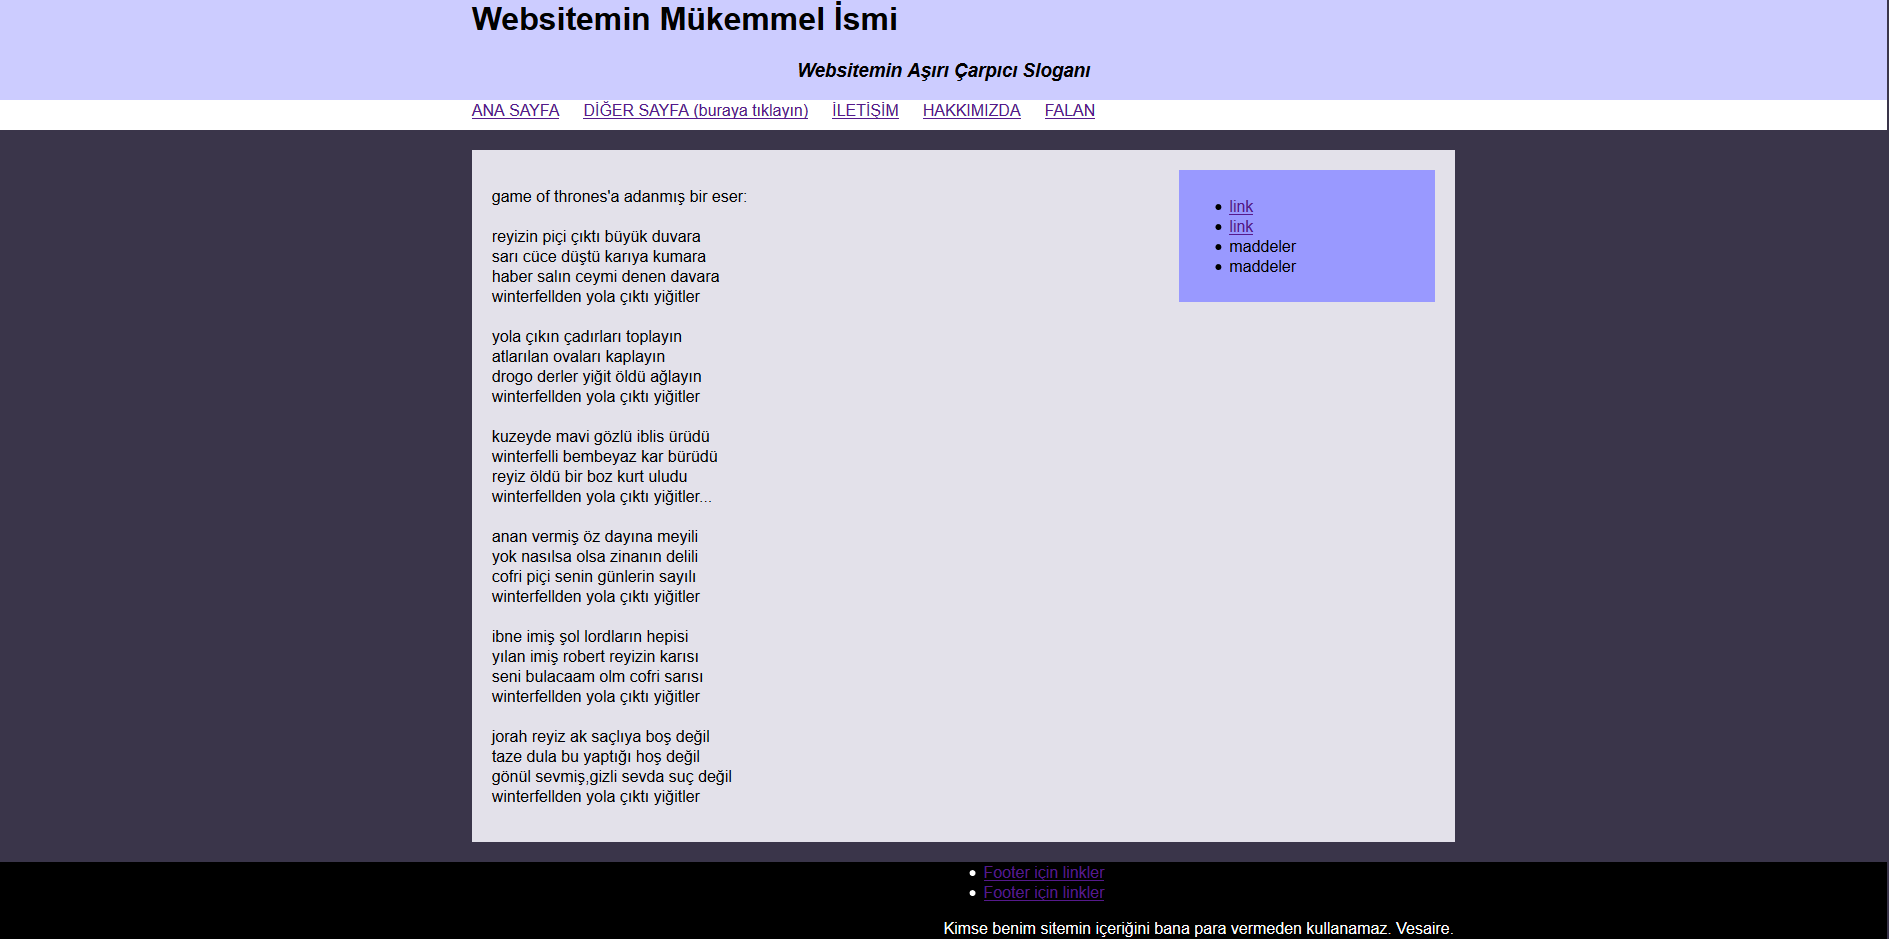 Websitemin Mükemmel İsmi
Websitemin Aşırı Çarpıcı Sloganı
ANA SAYFA DİĞER SAYFA (buraya tıklayın) İLETİŞİM HAKKIMIZDA FALAN
game of thrones'a adanmış bir eser:
reyizin piçi çıktı büyük duvara
sarı cüce düştü karıya kumara
haber salın ceymi denen davara
winterfellden yola çıktı yiğitler
yola çıkın çadırları toplayın
atlarılan ovaları kaplayın
drogo derler yiğit öldü ağlayın
winterfellden yola çıktı yiğitler
kuzeyde mavi gözlü iblis ürüdü
winterfelli bembeyaz kar bürüdü
reyiz öldü bir boz kurt uludu
winterfellden yola çıktı yiğitler...
anan vermiş öz dayına meyili
yok nasılsa olsa zinanın delili
cofri piçi senin günlerin sayılı
winterfellden yola çıktı yiğitler
ibne imiş şol lordların hepisi
yılan imiş robert reyizin karısı
seni bulacaam olm cofri sarısı
winterfellden yola çıktı yiğitler
jorah reyiz ak saçlıya boş değil
taze dula bu yaptığı hoş değil
gönül sevmiş,gizli sevda suç değil
winterfellden yola çıktı yiğitler
link
link
maddeler
maddeler
Footer için linkler
Footer için linkler
Kimse benim sitemin içeriğini bana para vermeden kullanamaz. Vesaire.